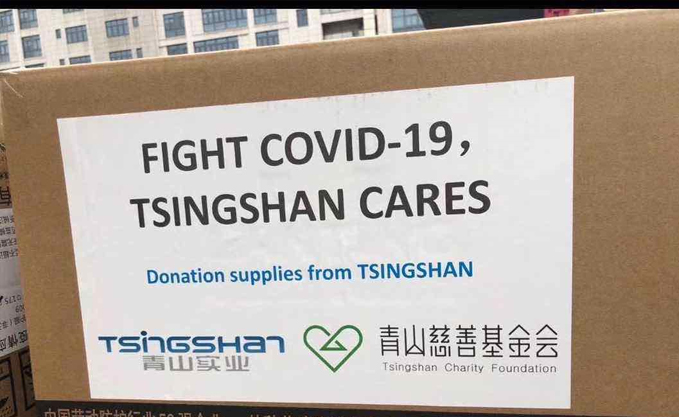 FIGHT COVID-19，
TSINGSHAN CARES
Donation supplies from TSINGSHAN
TSINGSHAN
青山实业
青山慈善基金会
Tsingshan Charity Foundation